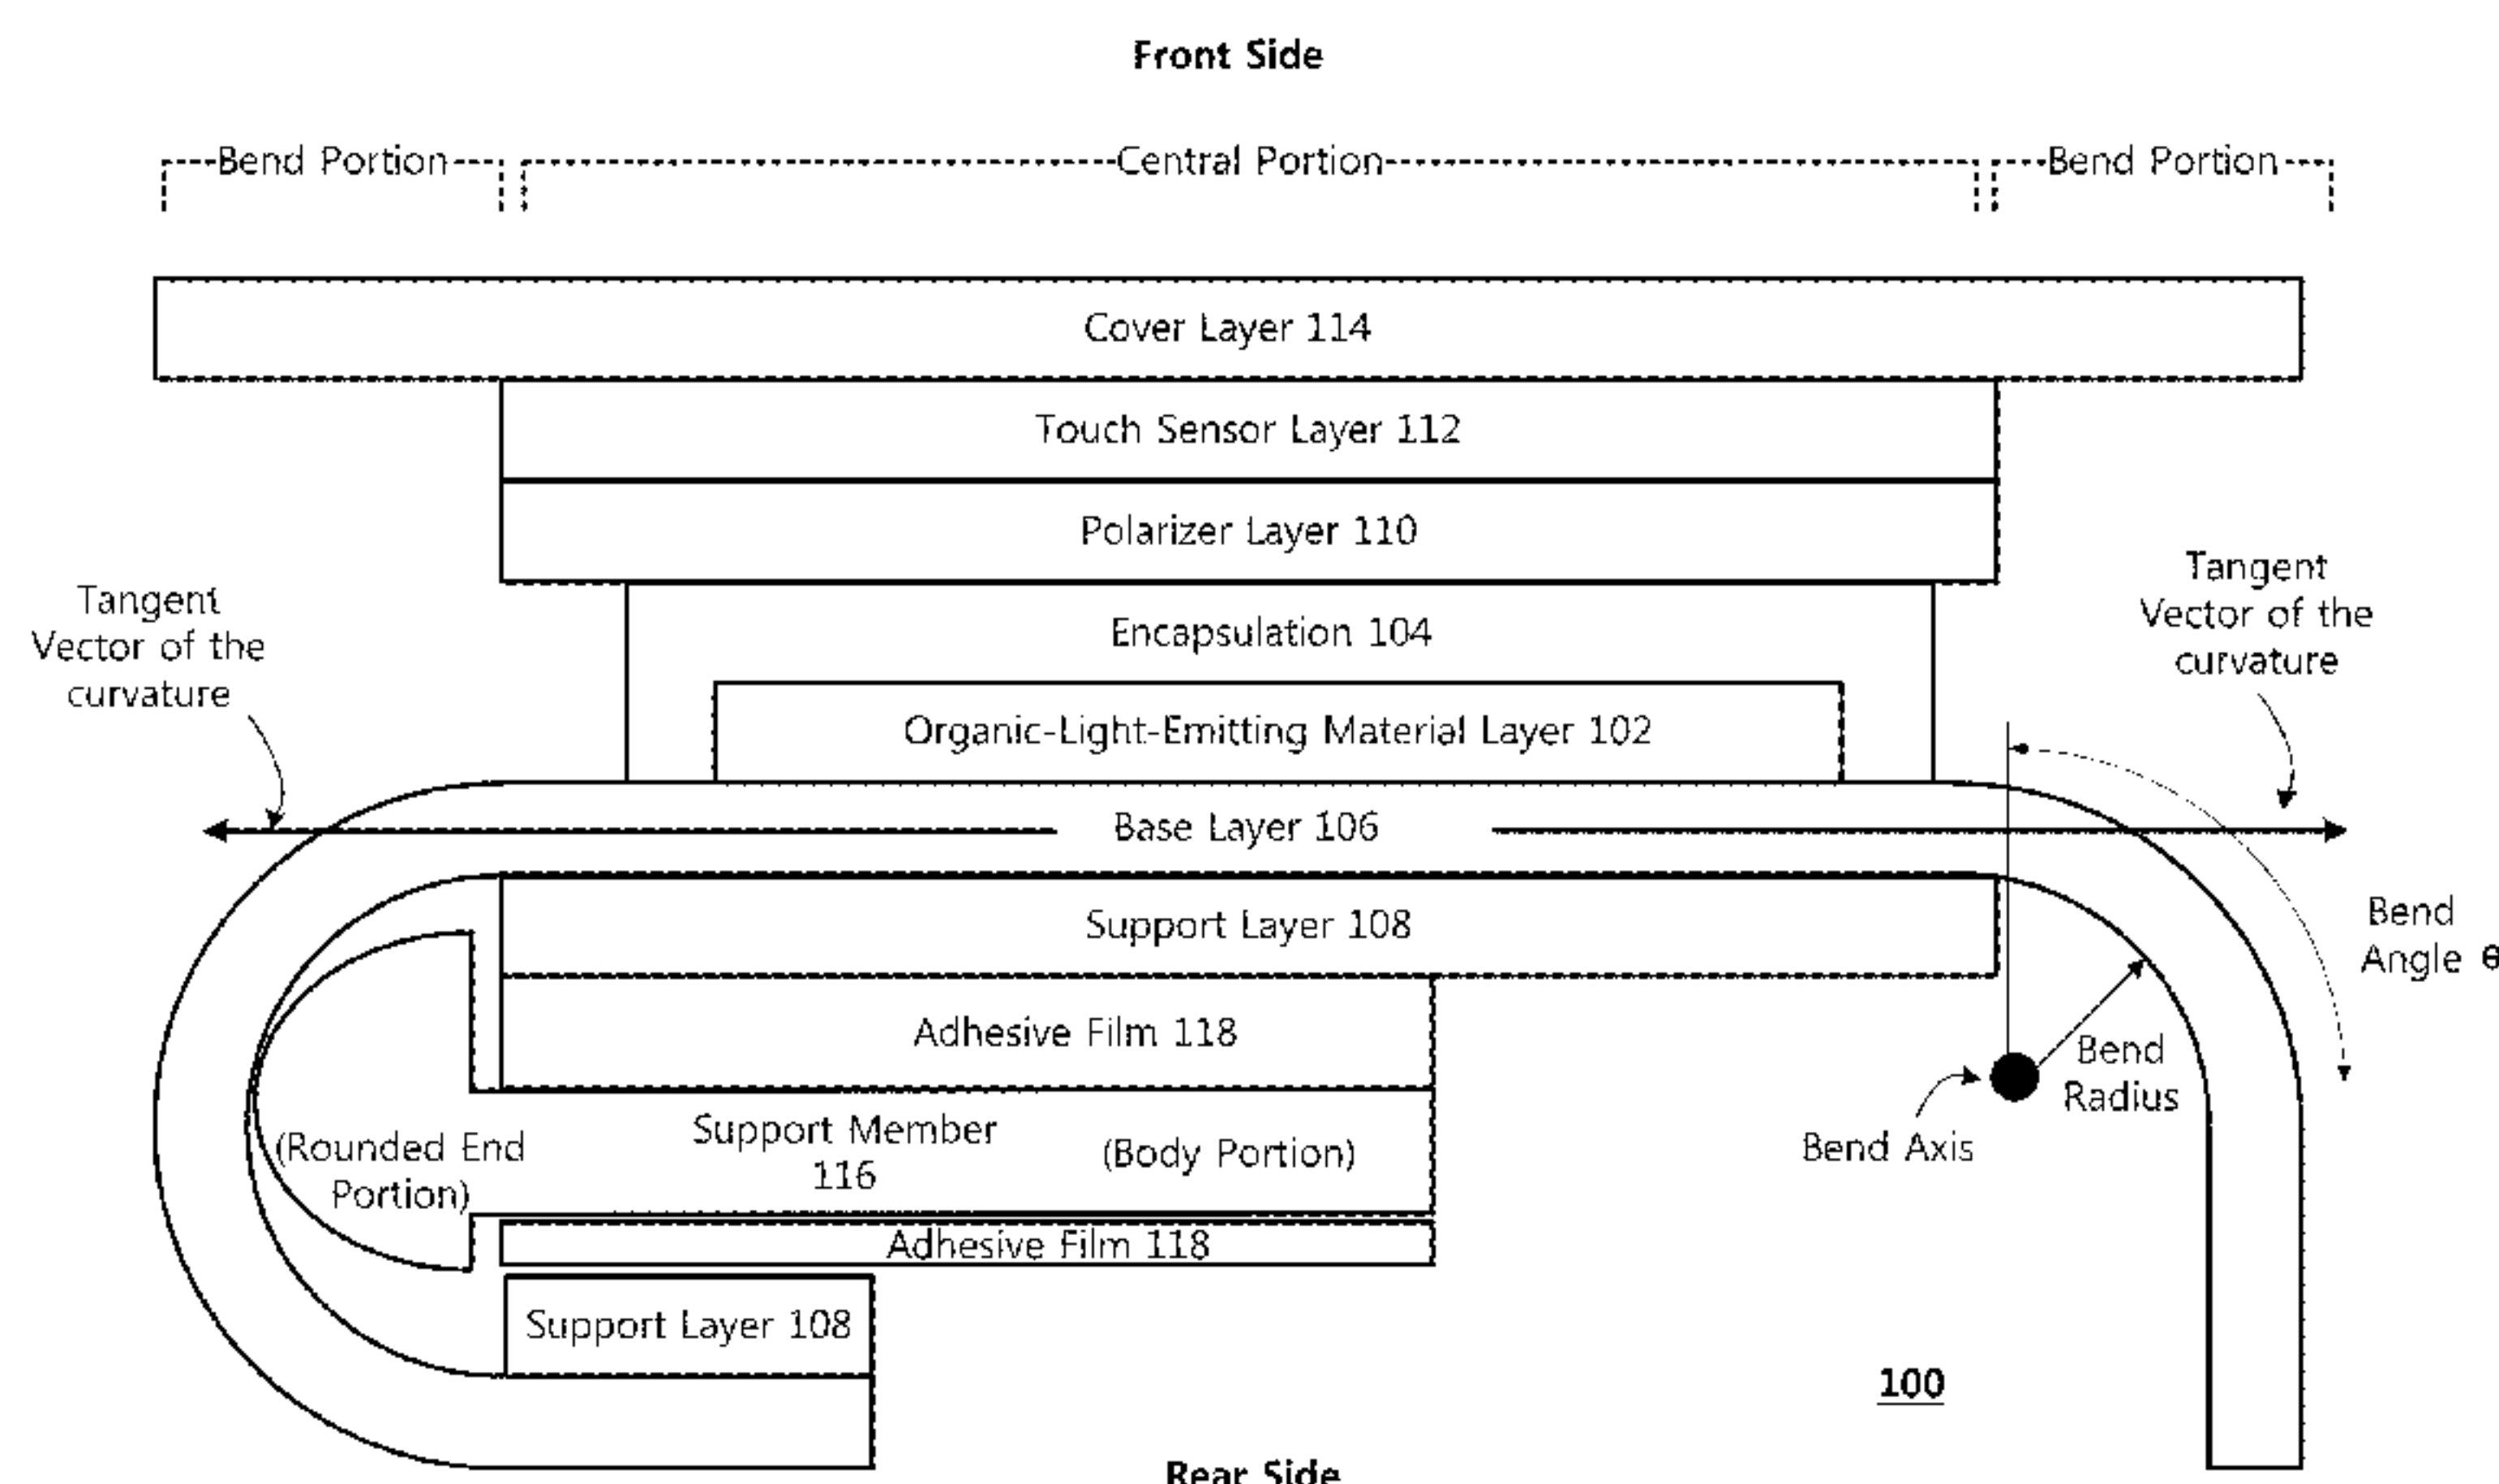 Front Side
Bend Portion
Central Portion
Bend Portion
Cover Layer 114
Touch Sensor Layer 112
Polarizer Layer 110
Tangent
Vector of the
curvature
Encapsulation 104
Tangent
Vector of the
curvature
Organic-Light-Emitting Material Layer 102
Base Layer 106
Support Layer 108
Bend
Angle θ
Adhesive Film 118
Bend
Radius
Bend Axis
(Rounded End
Portion)
Support Member
116
(Body Portion)
Adhesive Film 118
Support Layer 108
100
Rear Side